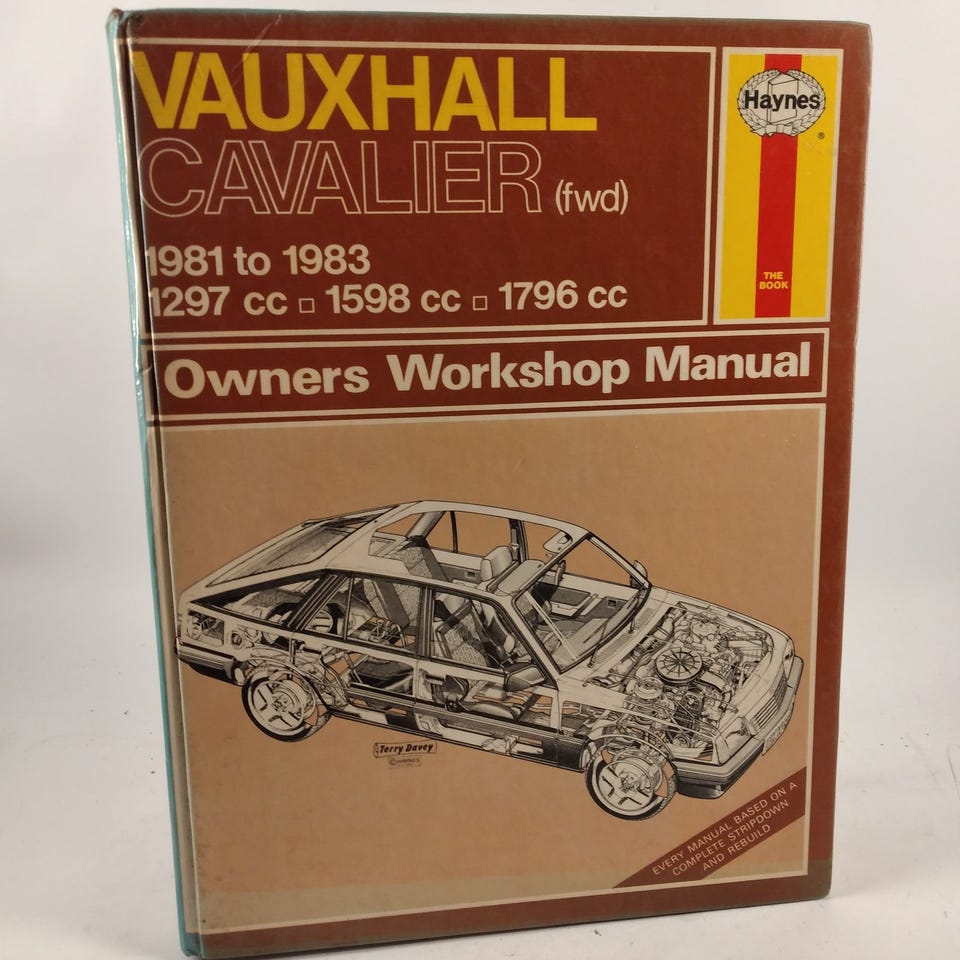 VAUXHALL
CAVALIER (fwd)
1981 to 1983
1297 cc □ 1598 cc □ 1796 cc
Haynes
®
THE
BOOK
Owners Workshop Manual
Terry Davey
EVERY MANUAL BASED ON A
COMPLETE STRIPDOWN
AND REBUILD